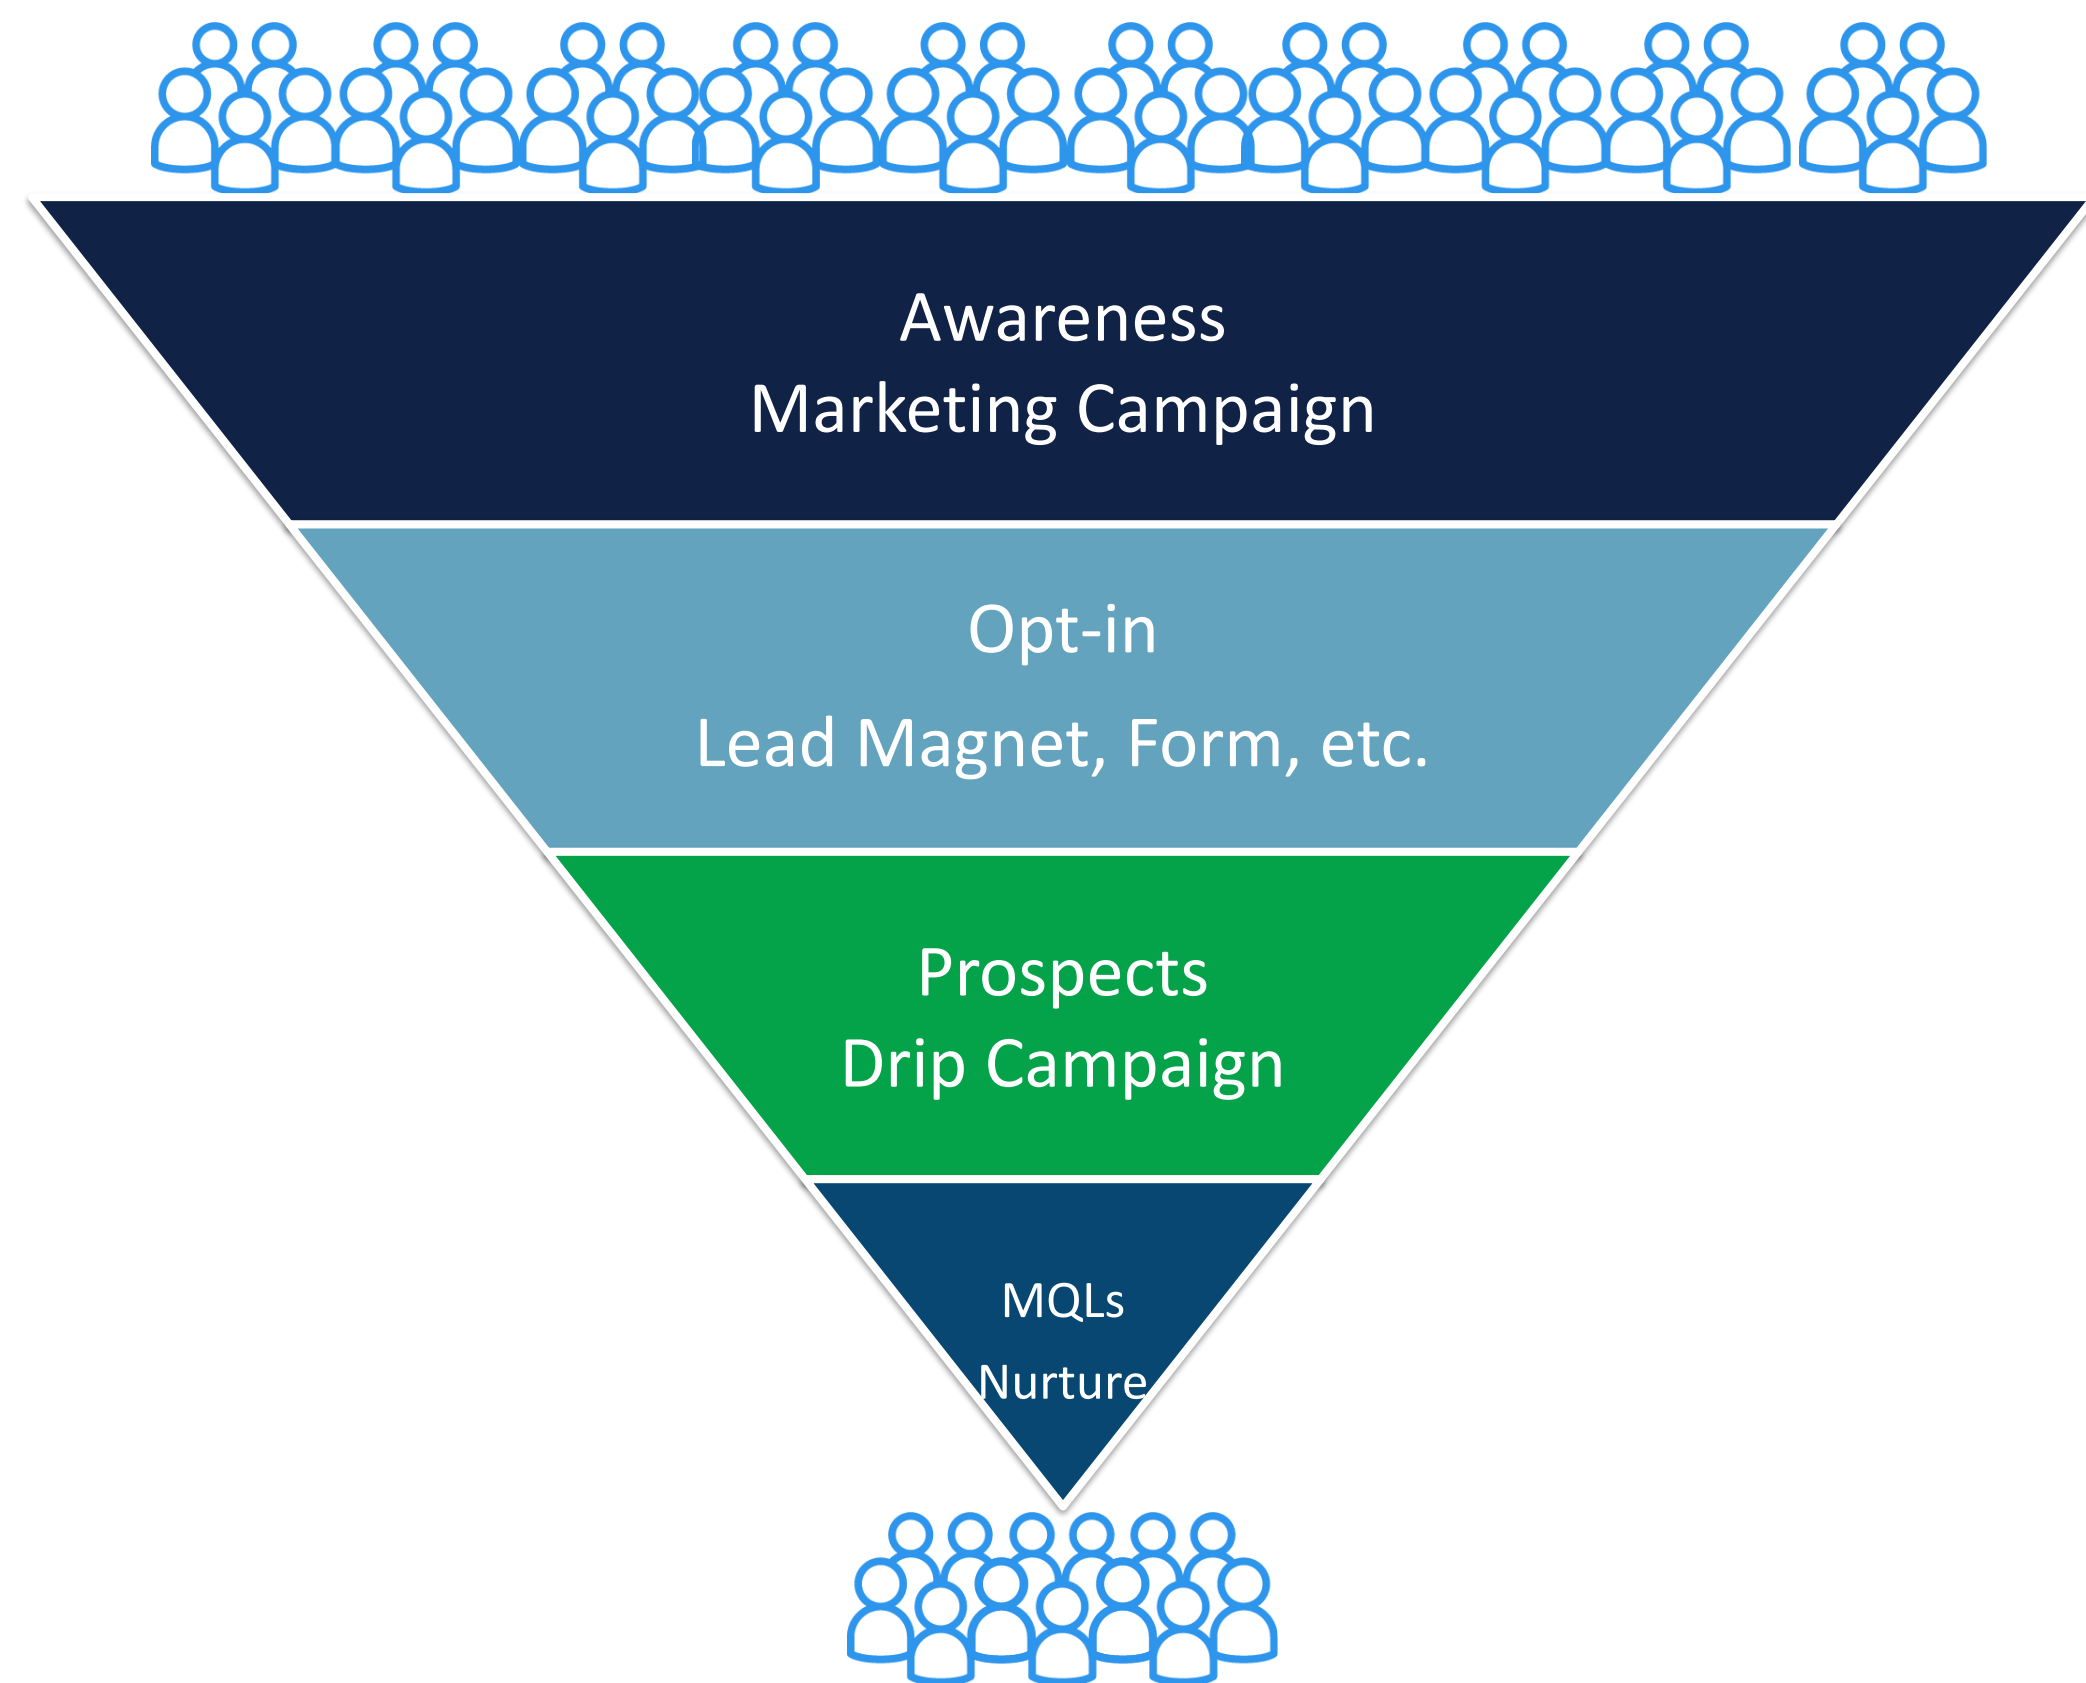 Awareness
Marketing Campaign
Opt-in
Lead Magnet, Form, etc.
Prospects
Drip Campaign
MQLs
Nurture